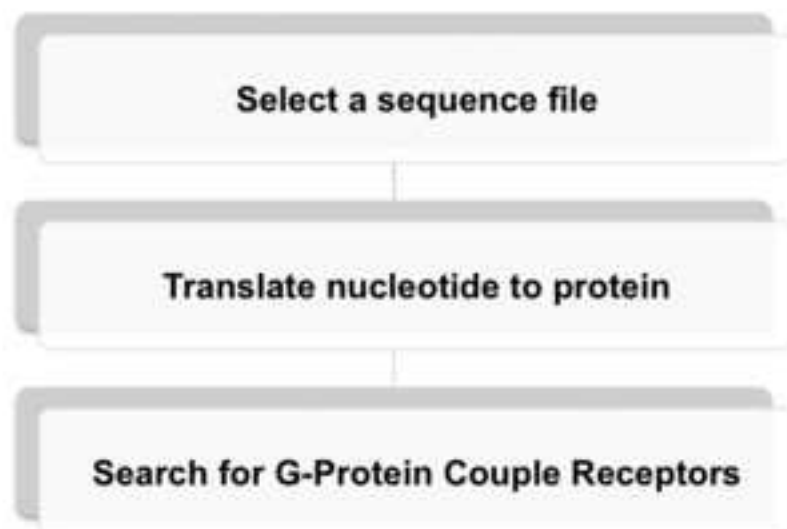 Select a sequence file
Translate nucleotide to protein
Search for G-Protein Couple Receptors